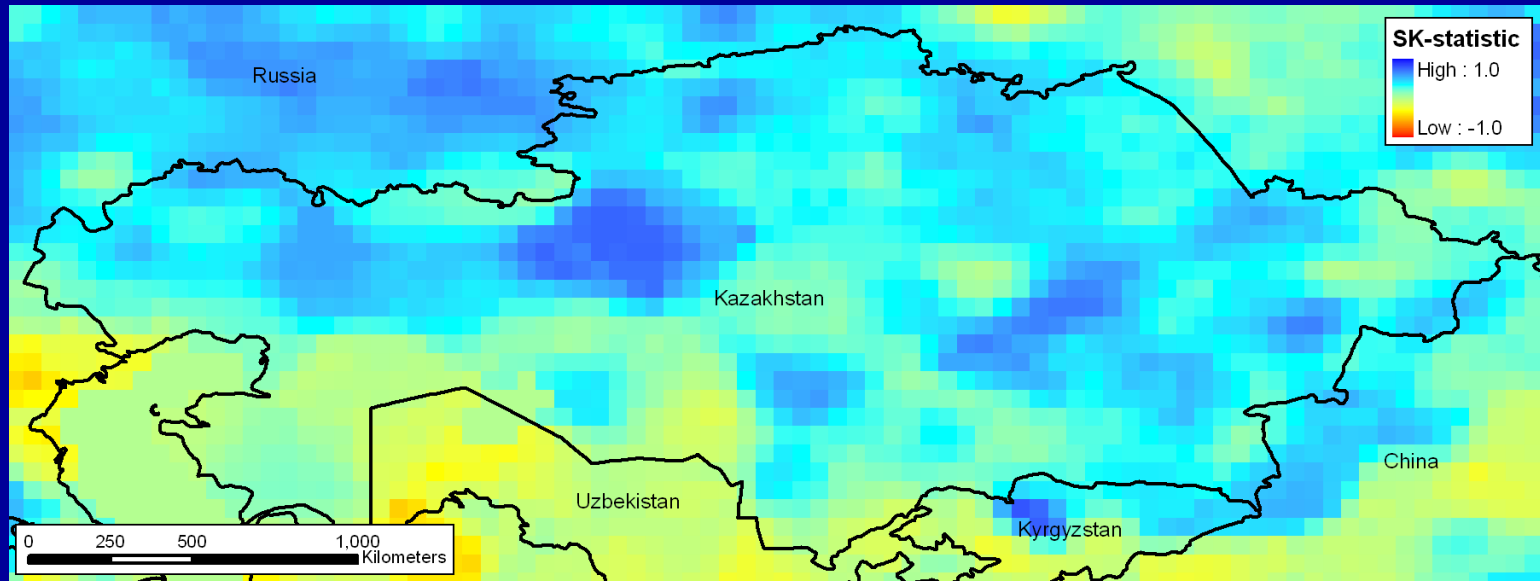 SK-statistic
High : 1.0
Low : -1.0
Russia
Kazakhstan
Uzbekistan
China
Kyrgyzstan
0 250 500 1,000
Kilometers